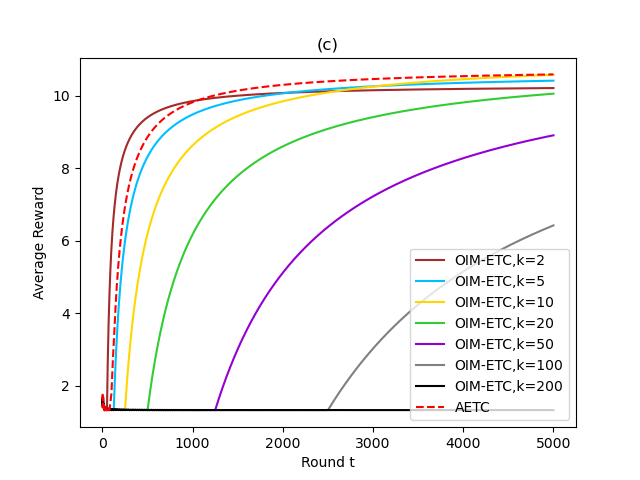 (c)
Average Reward
10
8
6
4
2
0
1000
2000
3000
4000
5000
Round t
OIM-ETC,k=2
OIM-ETC,k=5
OIM-ETC,k=10
OIM-ETC,k=20
OIM-ETC,k=50
OIM-ETC,k=100
OIM-ETC,k=200
AETC